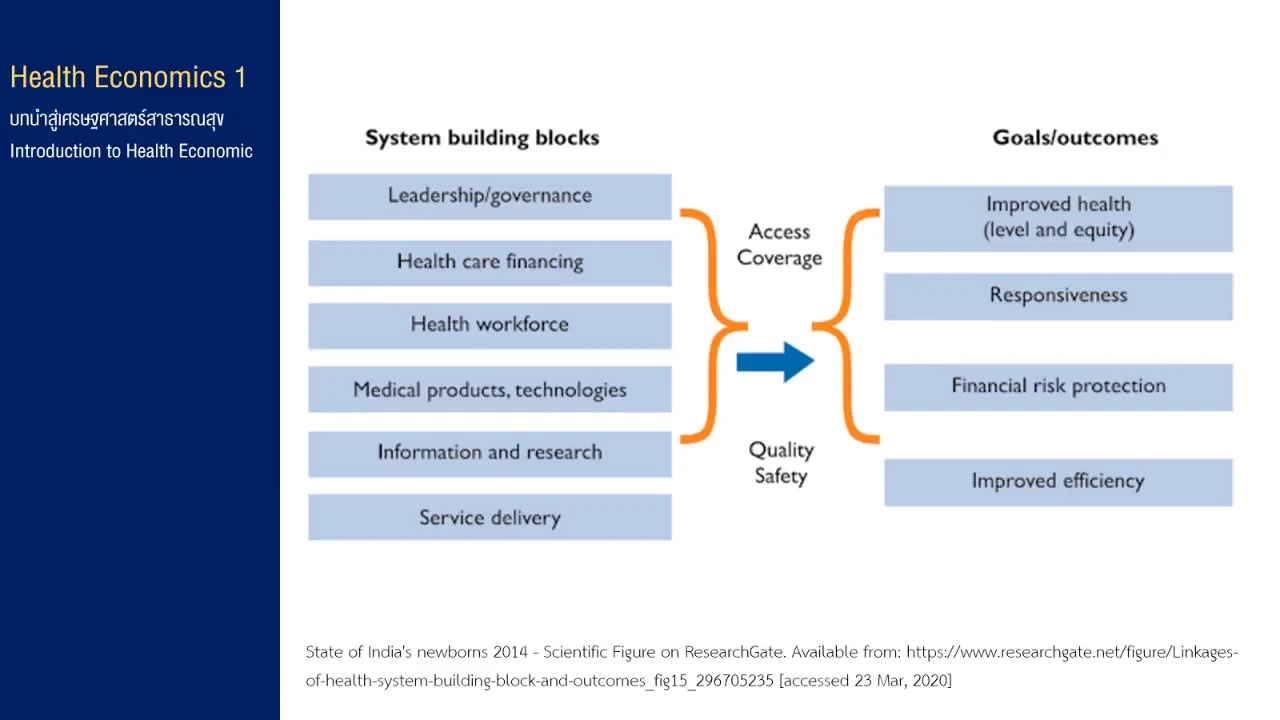 Health Economics 1
บทนำสู่เศรษฐศาสตร์สาธารณสุข
Introduction to Health Economic
System building blocks
Leadership/governance
Health care financing
Health workforce
Medical products, technologies
Information and research
Service delivery
Access
Coverage
Quality
Safety
Goals/outcomes
Improved health
(level and equity)
Responsiveness
Financial risk protection
Improved efficiency
State of India's newborns 2014 - Scientific Figure on ResearchGate. Available from: https://www.researchgate.net/figure/Linkages-
of-health-system-building-block-and-outcomes_fig15_296705235 [accessed 23 Mar, 2020]